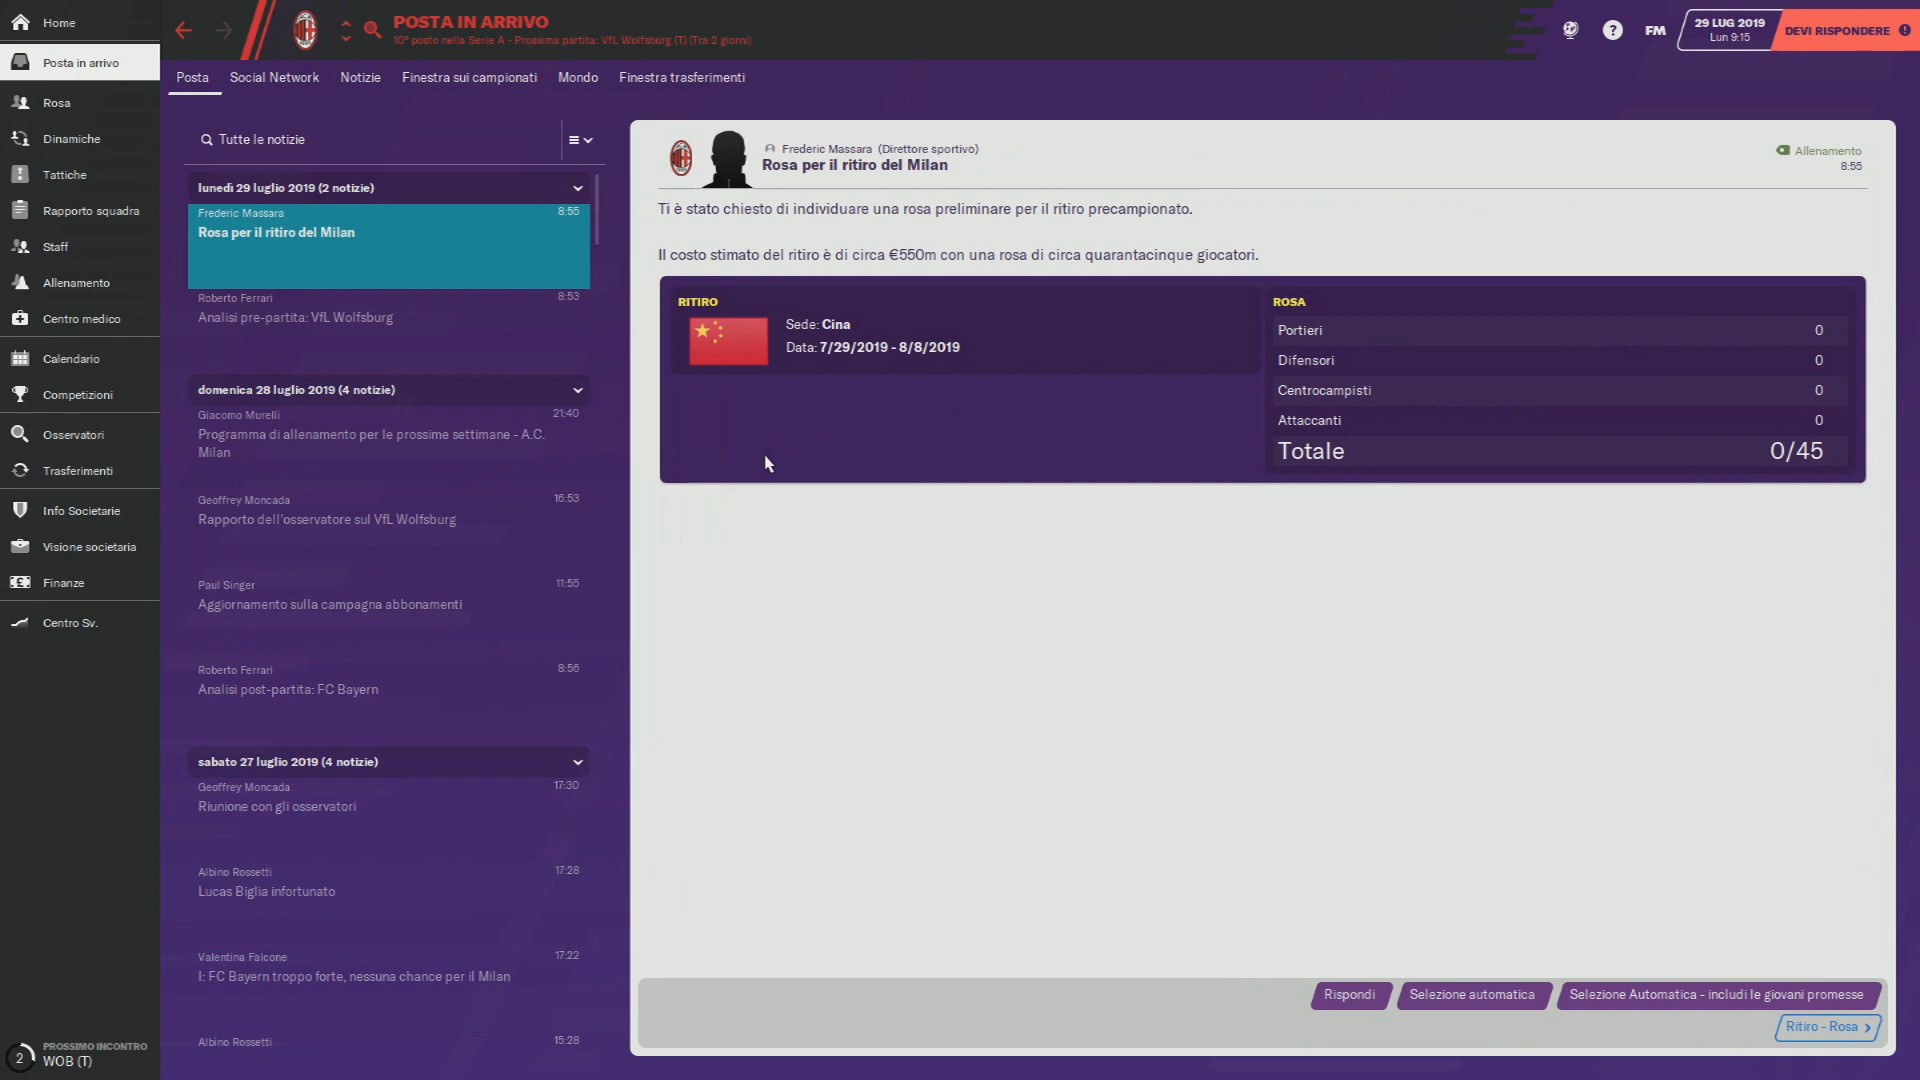 Home
Posta in arrivo
Rosa
Dinamiche
Tattiche
Rapporto squadra
Staff
Allenamento
Centro medico
Calendario
Competizioni
Osservatori
Trasferimenti
Info Societarie
Visione societaria
Finanze
Centro Sv.
2
PROSSIMO INCONTRO
WOB (T)
POSTA IN ARRIVO
10° posto nella Serie A - Prossima partita: VfL Wolfsburg (T) (Tra 2 giorni)
?
FM
29 LUG 2019
Lun 9:15
DEVI RISPONDERE
Posta Social Network Notizie Finestra sui campionati Mondo Finestra trasferimenti
Tutte le notizie
lunedì 29 luglio 2019 (2 notizie)
Frederic Massara 8:55
Rosa per il ritiro del Milan
Roberto Ferrari 8:53
Analisi pre-partita: VfL Wolfsburg
domenica 28 luglio 2019 (4 notizie)
Giacomo Murelli 21:40
Programma di allenamento per le prossime settimane - A.C.
Milan
Geoffrey Moncada 16:53
Rapporto dell'osservatore sul VfL Wolfsburg
Paul Singer 11:55
Aggiornamento sulla campagna abbonamenti
Roberto Ferrari 8:56
Analisi post-partita: FC Bayern
sabato 27 luglio 2019 (4 notizie)
Geoffrey Moncada 17:30
Riunione con gli osservatori
Albino Rossetti 17:28
Lucas Biglia infortunato
Valentina Falcone 17:22
I: FC Bayern troppo forte, nessuna chance per il Milan
Albino Rossetti 15:28
Frederic Massara (Direttore sportivo)
Rosa per il ritiro del Milan
Allenamento
8:55
Ti è stato chiesto di individuare una rosa preliminare per il ritiro precampionato.
Il costo stimato del ritiro è di circa €550m con una rosa di circa quarantacinque giocatori.
RITIRO
Sede: Cina
Data: 7/29/2019 - 8/8/2019
ROSA
Portieri 0
Difensori 0
Centrocampisti 0
Attaccanti 0
Totale 0/45
Rispondi
Selezione automatica
Selezione Automatica - includi le giovani promesse
Ritiro - Rosa